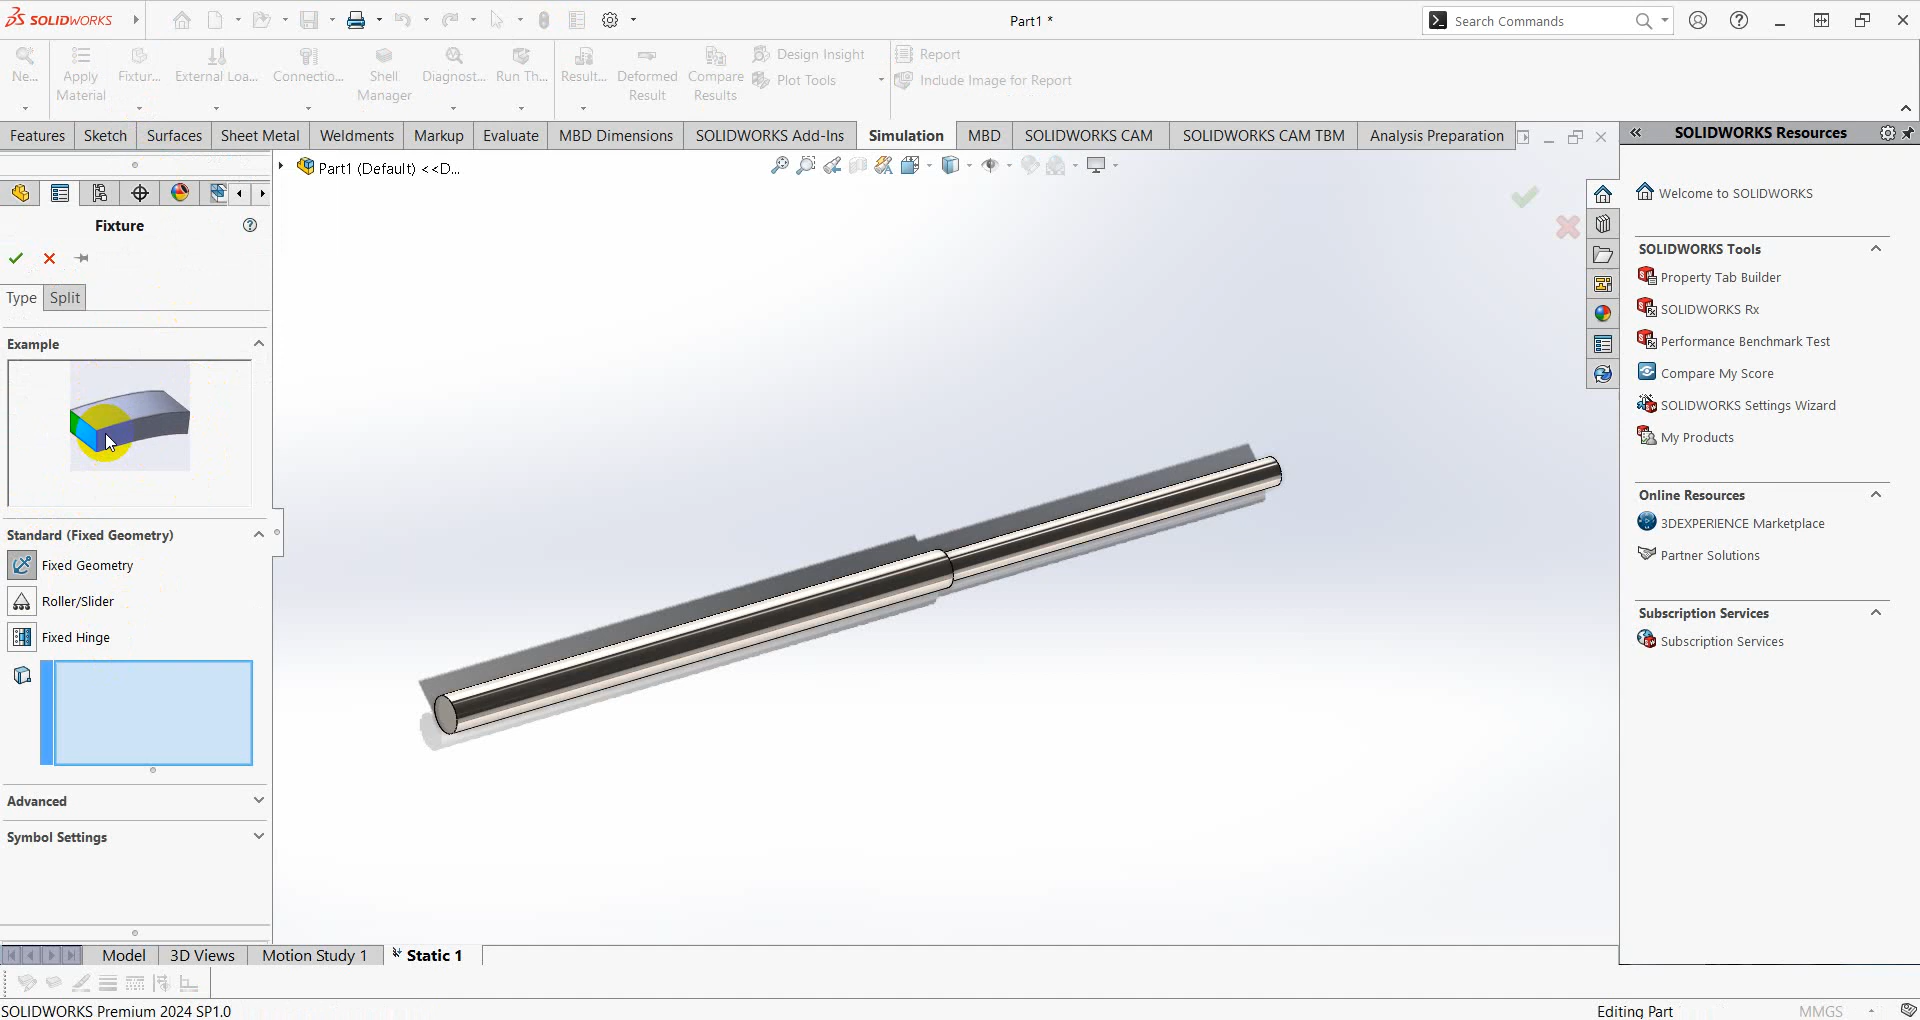 SOLIDWORKS
Part1 *
Search Commands
Ne...
Apply Material
Fixtur...
External Loa...
Connectio...
Shell Manager
Diagnost...
Run Th...
Result...
Deformed Result
Compare Results
Design Insight
Plot Tools
Report
Include Image for Report
Features
Sketch
Surfaces
Sheet Metal
Weldments
Markup
Evaluate
MBD Dimensions
SOLIDWORKS Add-Ins
Simulation
MBD
SOLIDWORKS CAM
SOLIDWORKS CAM TBM
Analysis Preparation
SOLIDWORKS Resources
Part1 (Default) <<D...
Fixture
Type
Split
Example
Standard (Fixed Geometry)
Fixed Geometry
Roller/Slider
Fixed Hinge
Advanced
Symbol Settings
Welcome to SOLIDWORKS
SOLIDWORKS Tools
Property Tab Builder
SOLIDWORKS Rx
Performance Benchmark Test
Compare My Score
SOLIDWORKS Settings Wizard
My Products
Online Resources
3DEXPERIENCE Marketplace
Partner Solutions
Subscription Services
Subscription Services
Model
3D Views
Motion Study 1
Static 1
SOLIDWORKS Premium 2024 SP1.0
Editing Part
MMGS